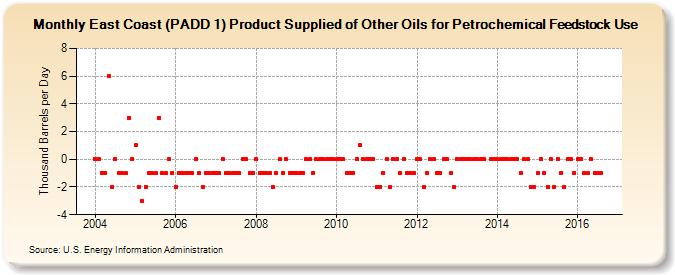 Monthly East Coast (PADD 1) Product Supplied of Other Oils for Petrochemical Feedstock Use
Thousand Barrels per Day
8
6
4
2
0
-2
-4
2004 2006 2008 2010 2012 2014 2016
Source: U.S. Energy Information Administration